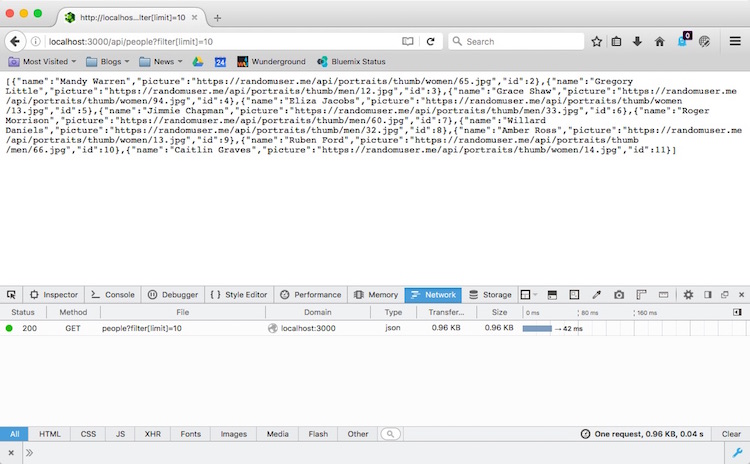 http://localhos...lter[limit]=10
localhost:3000/api/people?filter[limit]=10
Search
0
Most Visited
Blogs
News
24
Wunderground
Bluemix Status
[{"name":"Mandy Warren","picture":"https://randomuser.me/api/portraits/thumb/women/65.jpg","id":2},{"name":"Gregory
Little","picture":"https://randomuser.me/api/portraits/thumb/men/12.jpg","id":3},{"name":"Grace Shaw","picture":"https://randomuser.me
/api/portraits/thumb/women/94.jpg","id":4},{"name":"Eliza Jacobs","picture":"https://randomuser.me/api/portraits/thumb/women
/13.jpg","id":5},{"name":"Jimmie Chapman","picture":"https://randomuser.me/api/portraits/thumb/men/33.jpg","id":6},{"name":"Roger
Morrison","picture":"https://randomuser.me/api/portraits/thumb/men/60.jpg","id":7},{"name":"Willard
Daniels","picture":"https://randomuser.me/api/portraits/thumb/men/32.jpg","id":8},{"name":"Amber Ross","picture":"https://randomuser.me
/api/portraits/thumb/women/13.jpg","id":9},{"name":"Ruben Ford","picture":"https://randomuser.me/api/portraits/thumb
/men/66.jpg","id":10},{"name":"Caitlin Graves","picture":"https://randomuser.me/api/portraits/thumb/women/14.jpg","id":11}]
Inspector
Console
Debugger
Style Editor
Performance
Memory
Network
Storage
Status Method File Domain Type Transfer... Size 0 ms 80 ms 160 ms
200 GET people?filter[limit]=10 localhost:3000 json 0.96 KB 0.96 KB → 42 ms
All HTML CSS JS XHR Fonts Images Media Flash Other One request, 0.96 KB, 0.04 s Clear